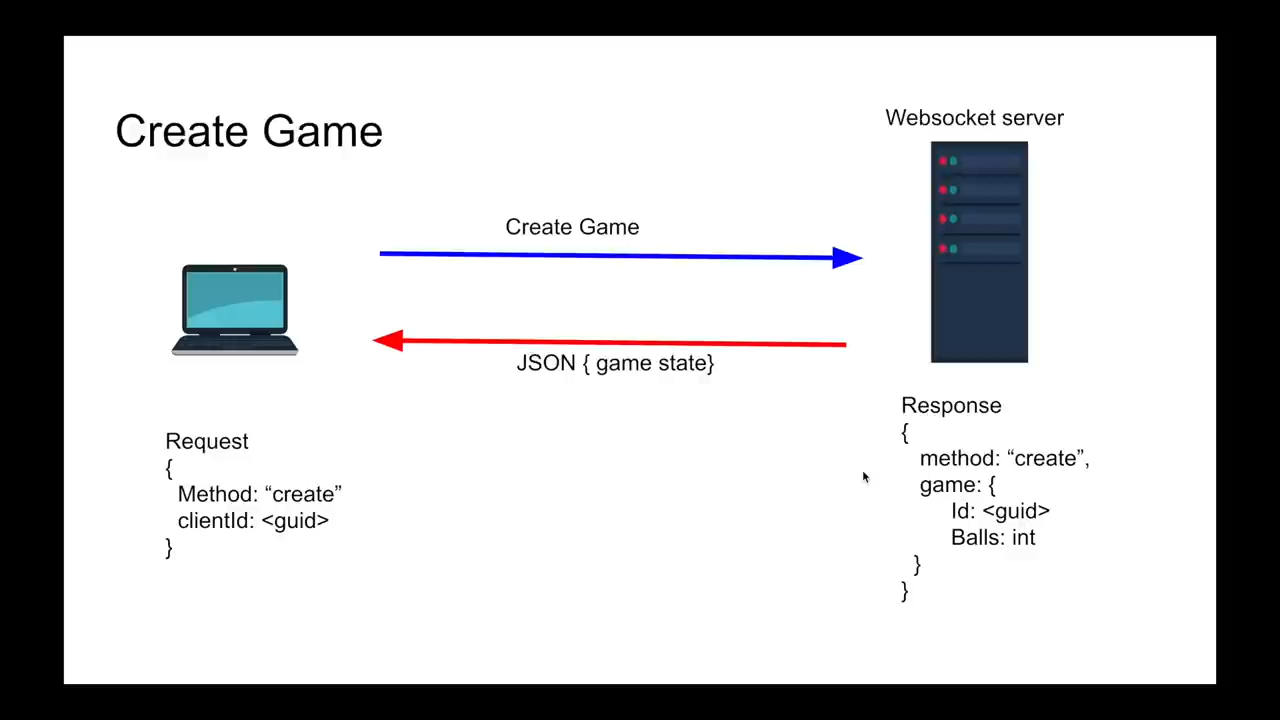 Create Game
Websocket server
Create Game
JSON { game state}
Request
{
Method: “create”
clientId: <guid>
}
Response
{
method: “create”,
game: {
Id: <guid>
Balls: int
}
}